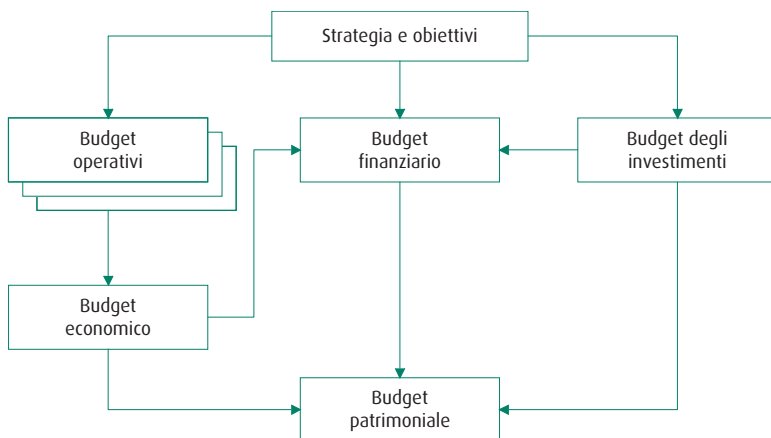 Strategia e obiettivi
Budget
operativi
Budget
finanziario
Budget degli
investimenti
Budget
economico
Budget
patrimoniale